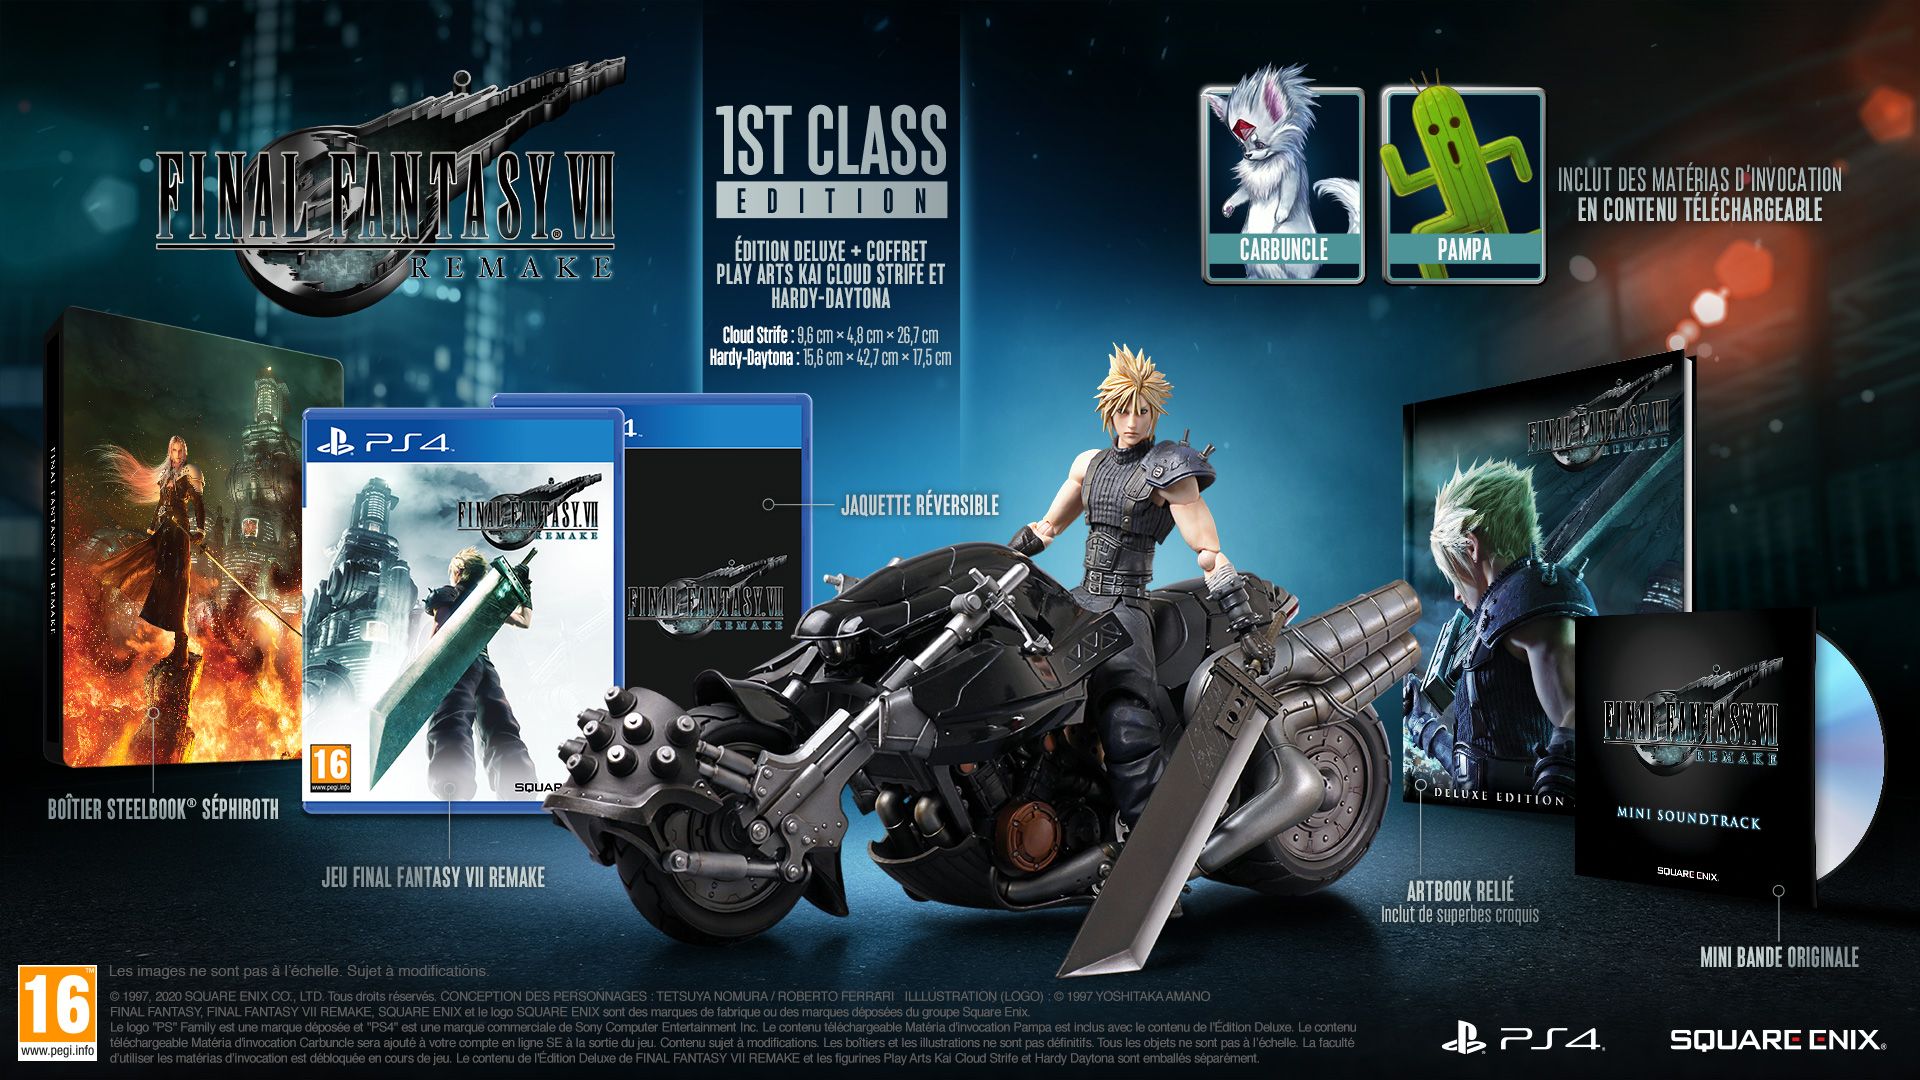 FINAL FANTASY® VII
REMAKE
1ST CLASS
EDITION
ÉDITION DELUXE + COFFRET
PLAY ARTS KAI CLOUD STRIFE ET
HARDY-DAYTONA
Cloud Strife : 9,6 cm × 4,8 cm × 26,7 cm
Hardy-Daytona : 15,6 cm × 42,7 cm × 17,5 cm
CARBUNCLE
PAMPA
INCLUT DES MATÉRIAS D'INVOCATION
EN CONTENU TÉLÉCHARGEABLE
FINAL FANTASY VII REMAKE
BOÎTIER STEELBOOK® SÉPHIROTH
PS4™
FINAL FANTASY VII
REMAKE
16
www.pegi.info
SQUAR
JEU FINAL FANTASY VII REMAKE
4™
FINAL FANTASY VII
REMAKE
JAQUETTE RÉVERSIBLE
FINAL FANTASY VII
REMAKE
DELUXE EDITION
ARTBOOK RELIÉ
Inclut de superbes croquis
FINAL FANTASY VII
REMAKE
MINI SOUNDTRACK
SQUARE ENIX.
MINI BANDE ORIGINALE
16™
www.pegi.info
Les images ne sont pas à l'échelle. Sujet à modifications.
© 1997, 2020 SQUARE ENIX CO., LTD. Tous droits réservés. CONCEPTION DES PERSONNAGES : TETSUYA NOMURA / ROBERTO FERRARI ILLLUSTRATION (LOGO) : © 1997 YOSHITAKA AMANO
FINAL FANTASY, FINAL FANTASY VII REMAKE, SQUARE ENIX et le logo SQUARE ENIX sont des marques de fabrique ou des marques déposées du groupe Square Enix.
Le logo "PS" Family est une marque déposée et "PS4" est une marque commerciale de Sony Computer Entertainment Inc. Le contenu téléchargeable Matéria d'invocation Pampa est inclus avec le contenu de l'Édition Deluxe. Le contenu
téléchargeable Matéria d'invocation Carbuncle sera ajouté à votre compte en ligne SE à la sortie du jeu. Contenu sujet à modifications. Les boîtiers et les illustrations ne sont pas définitifs. Tous les objets ne sont pas à l'échelle. La faculté
d'utiliser les matérias d'invocation est débloquée en cours de jeu. Le contenu de l'Édition Deluxe de FINAL FANTASY VII REMAKE et les figurines Play Arts Kai Cloud Strife et Hardy Daytona sont emballés séparément.
PS4™
SQUARE ENIX®